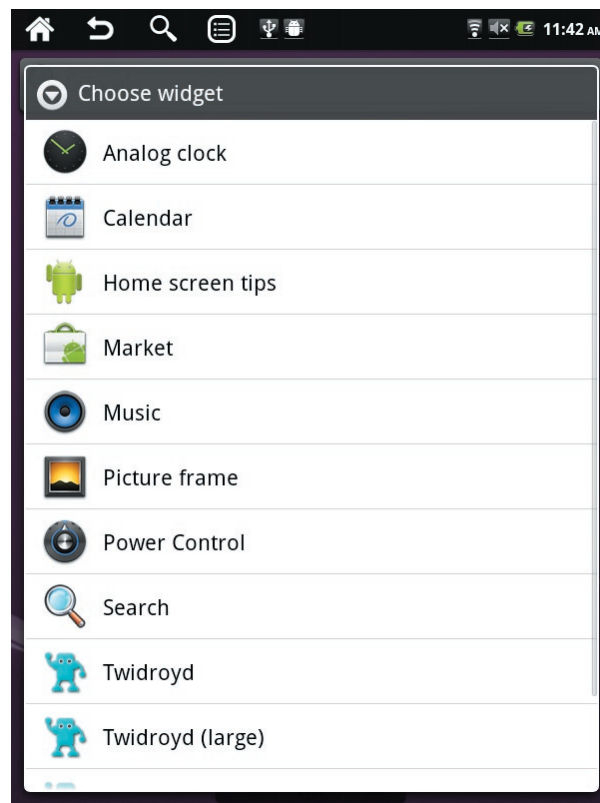 11:42 AM
Choose widget
Analog clock
Calendar
Home screen tips
Market
Music
Picture frame
Power Control
Search
Twidroyd
Twidroyd (large)